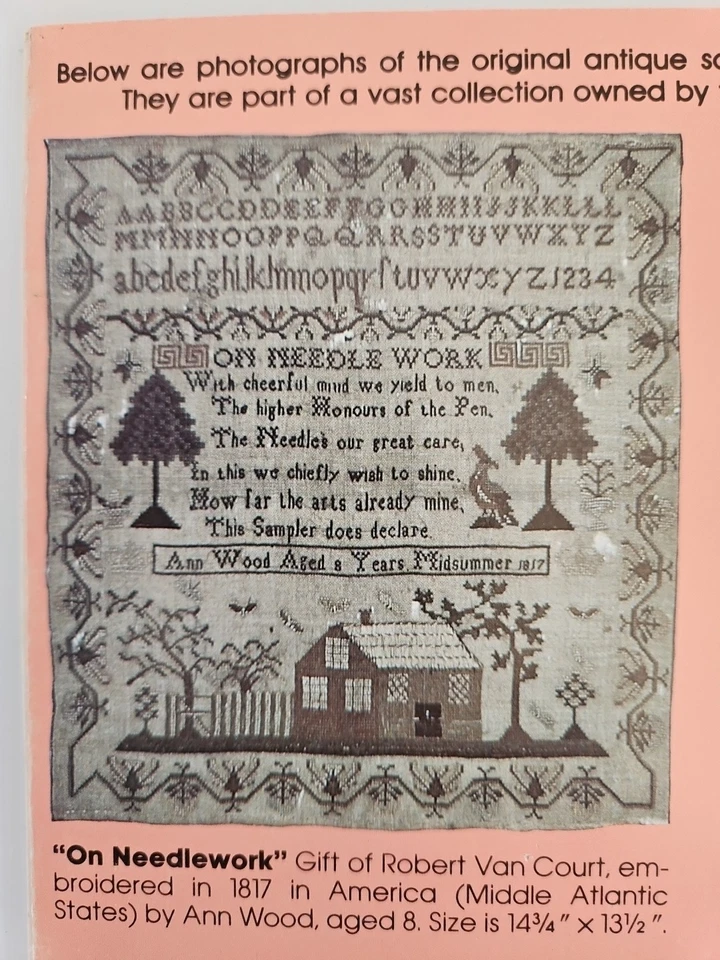 Below are photographs of the original antique
They are part of a vast collection owned by
AABBCCDDEEFFGGHHIIJJKKLLL
MMNNNOOPPQQRRSSTUVWXYZ
abcdefghijklmnopqrſtuvwxyz1234
ON NEEDLE WORK
With cheerful mind we yield to men,
The higher Honours of the Pen,
The Needles our great care,
In this we chiefly wish to shine,
How far the arts already mine,
This Sampler does declare.
Ann Wood Aged 8 Years. Midsummer 1817
“On Needlework” Gift of Robert Van Court, em-
broidered in 1817 in America (Middle Atlantic
States) by Ann Wood, aged 8. Size is 14¾” x 13½”.